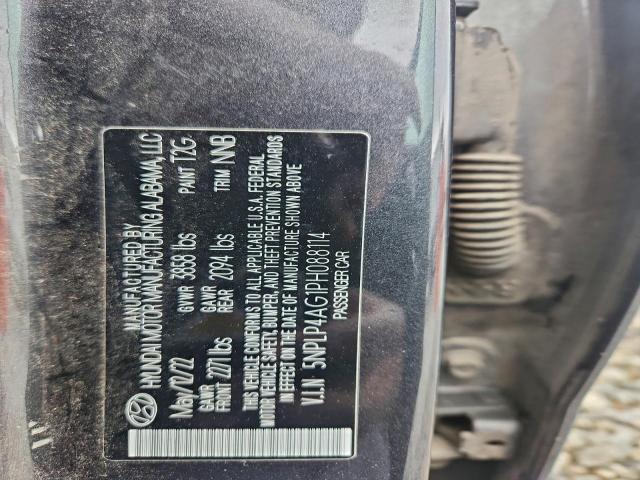 MANUFACTURED BY
HYUNDAI MOTOR MANUFACTURING ALABAMA, LLC
May/12/22 GVWR 3858 lbs PAINT T2G
GAWR FRONT 2271 lbs GAWR REAR 2094 lbs TRIM NNB
THIS VEHICLE CONFORMS TO ALL APPLICABLE U.S.A. FEDERAL
MOTOR VEHICLE SAFETY, BUMPER, AND THEFT PREVENTION STANDARDS
IN EFFECT ON THE DATE OF MANUFACTURE SHOWN ABOVE
V.I.N 5NPLP4AG1PH088114
PASSENGER CAR